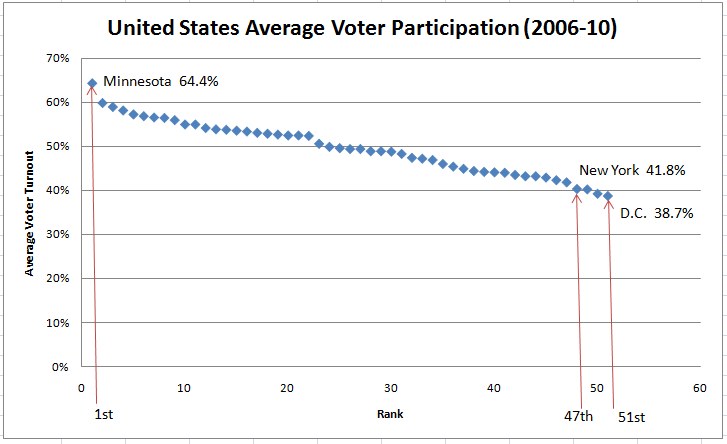 United States Average Voter Participation (2006-10)
70%
60%
50%
40%
30%
20%
10%
0%
Average Voter Turnout
Minnesota 64.4%
New York 41.8%
D.C. 38.7%
0
10
20
30
40
50
60
1st
Rank
47th
51st